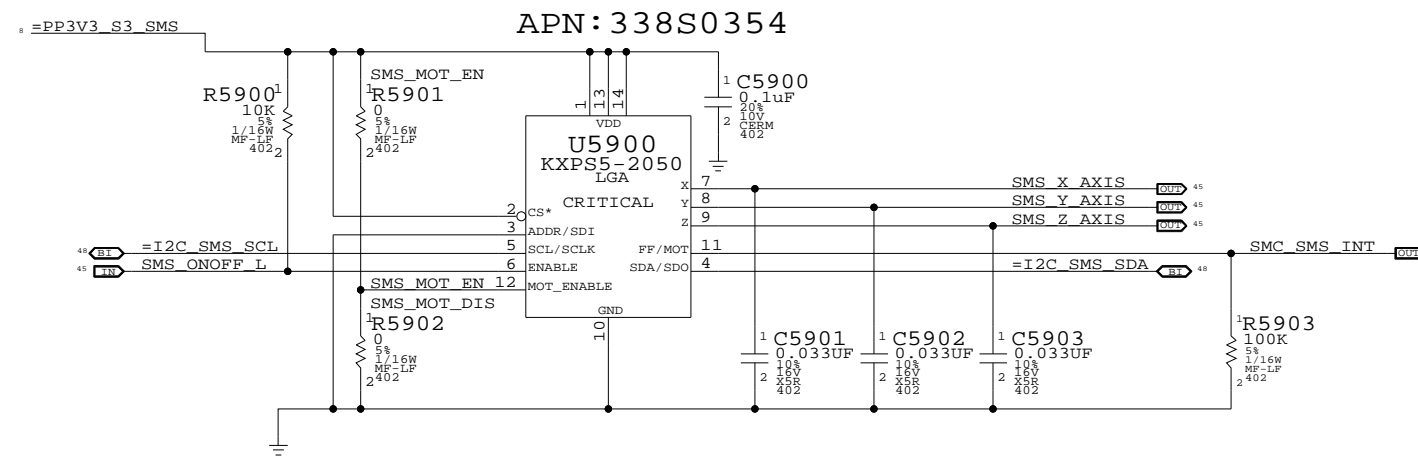 APN:338S0354
8 =PP3V3_S3_SMS
SMS_MOT_EN
R5900 1
10K
5%
1/16W
MF-LF
402 2
1 R5901
0
5%
1/16W
MF-LF
2 402
1 13 14
VDD
U5900
KXPS5-2050
LGA
CRITICAL
1 C5900
0.1uF
20%
10V
2 CERM
402
2 CS*
3 ADDR/SDI
5 SCL/SCLK
6 ENABLE
12 MOT_ENABLE
X 7
Y 8
Z 9
FF/MOT 11
SDA/SDO 4
GND
10
SMS_X_AXIS OUT 45
SMS_Y_AXIS OUT 45
SMS_Z_AXIS OUT 45
SMC_SMS_INT OUT
=I2C_SMS_SDA BI 48
48 BI =I2C_SMS_SCL
45 IN SMS_ONOFF_L
SMS_MOT_EN
SMS_MOT_DIS
1 R5902
0
5%
1/16W
MF-LF
2 402
1 C5901
0.033UF
10%
16V
2 X5R
402
1 C5902
0.033UF
10%
16V
2 X5R
402
1 C5903
0.033UF
10%
16V
2 X5R
402
1 R5903
100K
5%
1/16W
MF-LF
2 402